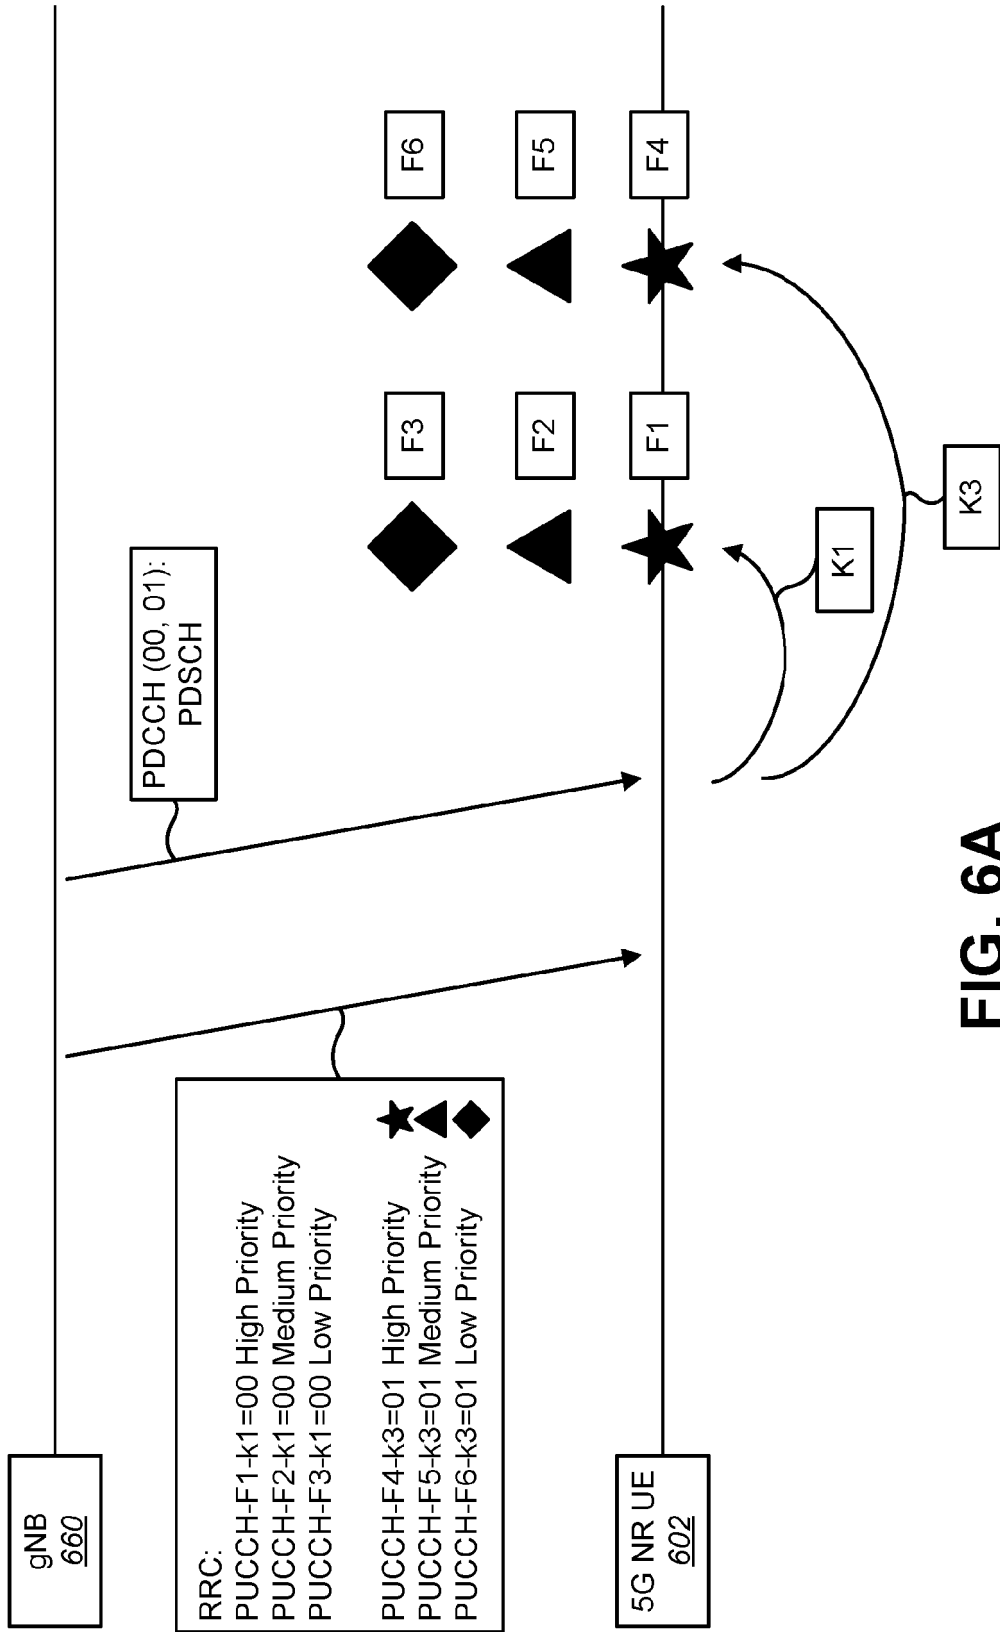 gNB
660
RRC:
PUCCH-F1-k1=00 High Priority
PUCCH-F2-k1=00 Medium Priority
PUCCH-F3-k1=00 Low Priority
PUCCH-F4-k3=01 High Priority
PUCCH-F5-k3=01 Medium Priority
PUCCH-F6-k3=01 Low Priority
PDCCH (00, 01):
PDSCH
F3
F6
F2
F5
F1
F4
5G NR UE
602
K1
K3
FIG. 6A